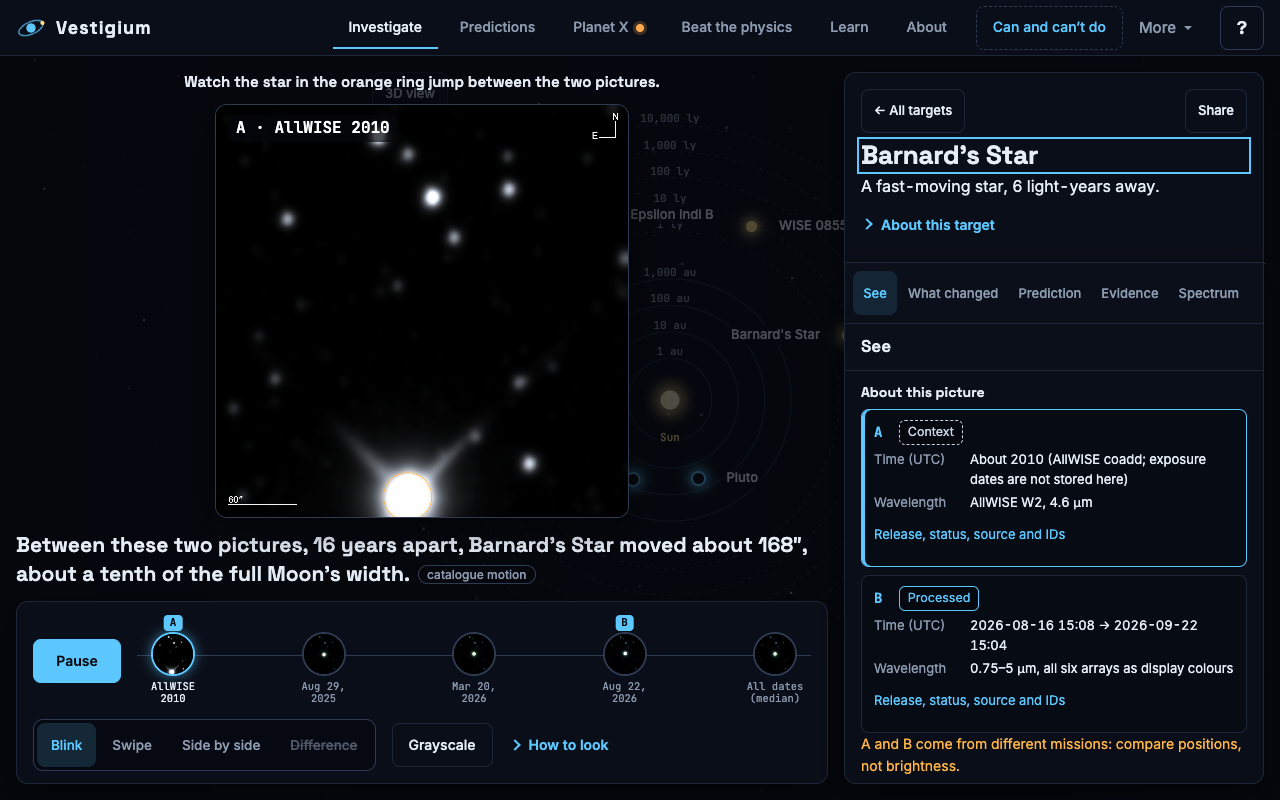 Vestigium
Investigate
Predictions
Planet X
Beat the physics
Learn
About
Can and can't do
More
?
Watch the star in the orange ring jump between the two pictures.
3D view
A · AllWISE 2010
N
E
60″
10,000 ly
1,000 ly
100 ly
10 ly
Epsilon Indi B
1 ly
WISE 0855
1,000 au
100 au
10 au
Barnard's Star
1 au
Sun
Pluto
Between these two pictures, 16 years apart, Barnard's Star moved about 168″,
about a tenth of the full Moon's width. catalogue motion
Pause
A
AllWISE
2010
Aug 29,
2025
Mar 20,
2026
B
Aug 22,
2026
All dates
(median)
Blink
Swipe
Side by side
Difference
Grayscale
How to look
← All targets
Share
Barnard's Star
A fast-moving star, 6 light-years away.
About this target
See
What changed
Prediction
Evidence
Spectrum
See
About this picture
A Context
Time (UTC) About 2010 (AllWISE coadd; exposure
dates are not stored here)
Wavelength AllWISE W2, 4.6 µm
Release, status, source and IDs
B Processed
Time (UTC) 2026-08-16 15:08 → 2026-09-22
15:04
Wavelength 0.75–5 µm, all six arrays as display colours
Release, status, source and IDs
A and B come from different missions: compare positions,
not brightness.